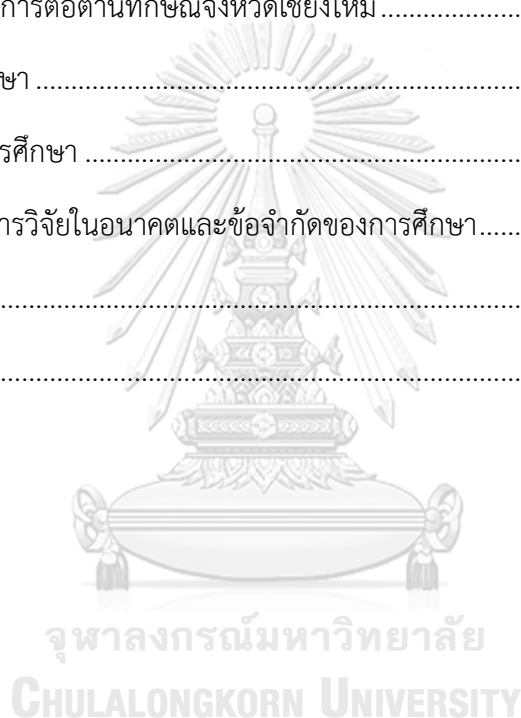 การต่อต้านทักษิณจังหวัดเชียงใหม่....................
ษา ......................................................................
รศึกษา ................................................................
ารวิจัยในอนาคตและข้อจำกัดของการศึกษา......
..........................................................................
..........................................................................
จุฬาลงกรณ์มหาวิทยาลัย
CHULALONGKORN UNIVERSITY